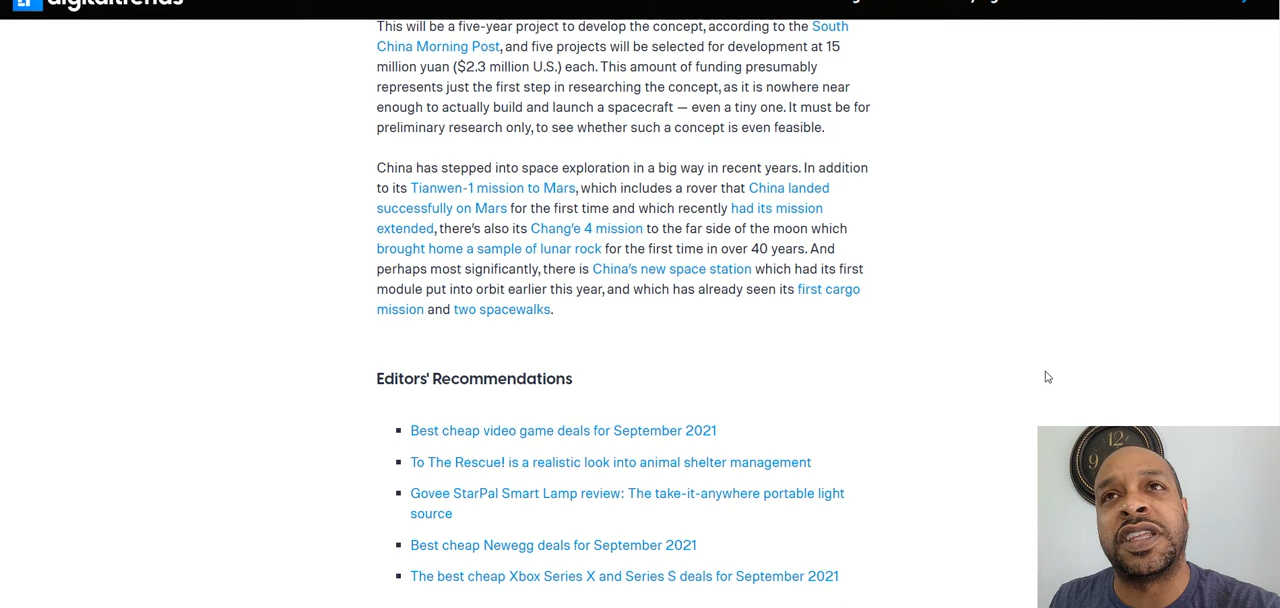 digitaltrends
This will be a five-year project to develop the concept, according to the South
China Morning Post, and five projects will be selected for development at 15
million yuan ($2.3 million U.S.) each. This amount of funding presumably
represents just the first step in researching the concept, as it is nowhere near
enough to actually build and launch a spacecraft — even a tiny one. It must be for
preliminary research only, to see whether such a concept is even feasible.
China has stepped into space exploration in a big way in recent years. In addition
to its Tianwen-1 mission to Mars, which includes a rover that China landed
successfully on Mars for the first time and which recently had its mission
extended, there's also its Chang'e 4 mission to the far side of the moon which
brought home a sample of lunar rock for the first time in over 40 years. And
perhaps most significantly, there is China's new space station which had its first
module put into orbit earlier this year, and which has already seen its first cargo
mission and two spacewalks.
Editors' Recommendations
Best cheap video game deals for September 2021
To The Rescue! is a realistic look into animal shelter management
Govee StarPal Smart Lamp review: The take-it-anywhere portable light
source
Best cheap Newegg deals for September 2021
The best cheap Xbox Series X and Series S deals for September 2021
12
9